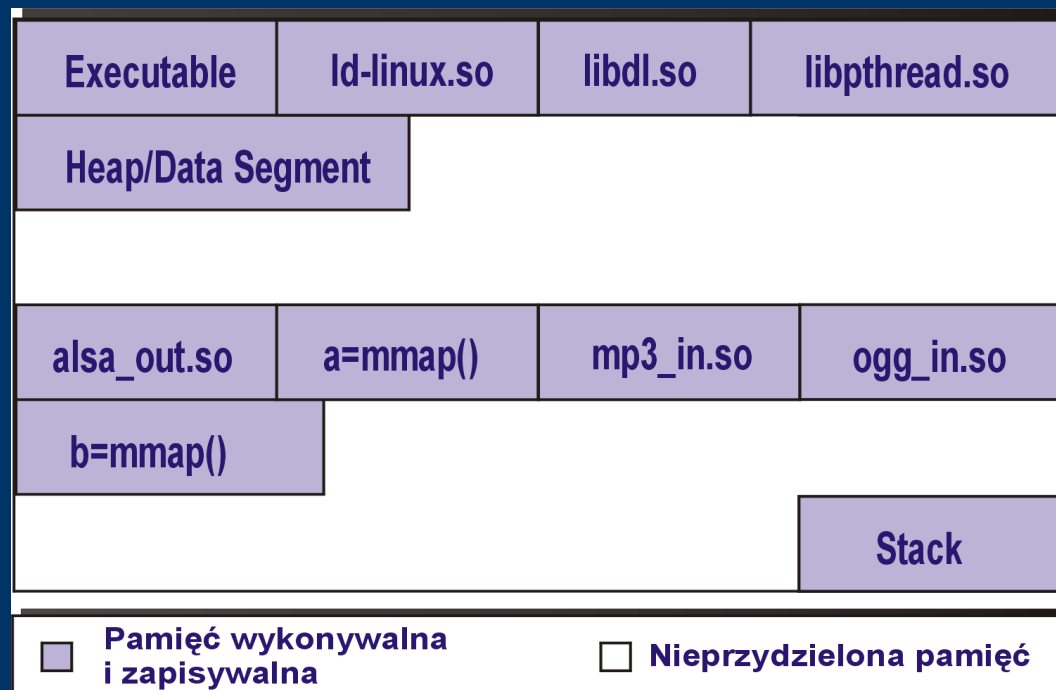 Executable ld-linux.so libdl.so libpthread.so
Heap/Data Segment
alsa_out.so a=mmap() mp3_in.so ogg_in.so
b=mmap()
Stack
Pamięć wykonywalna
i zapisywalna
Nieprzydzielona pamięć